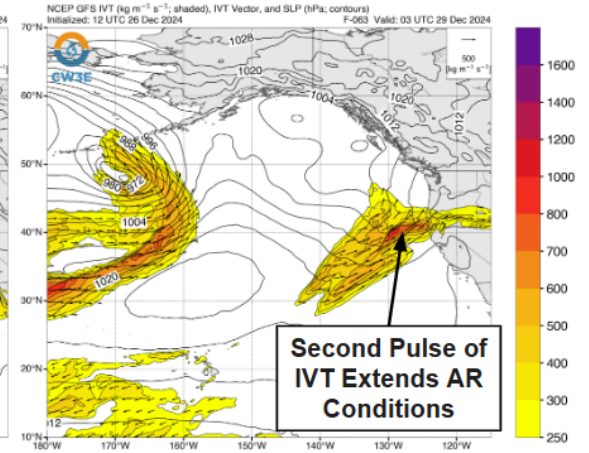 NCEP GFS IVT (kg m⁻¹ s⁻¹; shaded), IVT Vector, and SLP (hPa; contours)
Initialized: 12 UTC 26 Dec 2024 F-063 Valid: 03 UTC 29 Dec 2024
70°N
60°N
50°N
40°N
30°N
20°N
10°N
180°W
170°W
160°W
150°W
140°W
130°W
120°W
CW3E
1028
1020
1004
1020
1012
1012
988
996
980
972
1004
1020
012
500
[kg m⁻¹ s⁻¹]
Second Pulse of
IVT Extends AR
Conditions
1600
1400
1200
1000
800
700
600
500
400
300
250